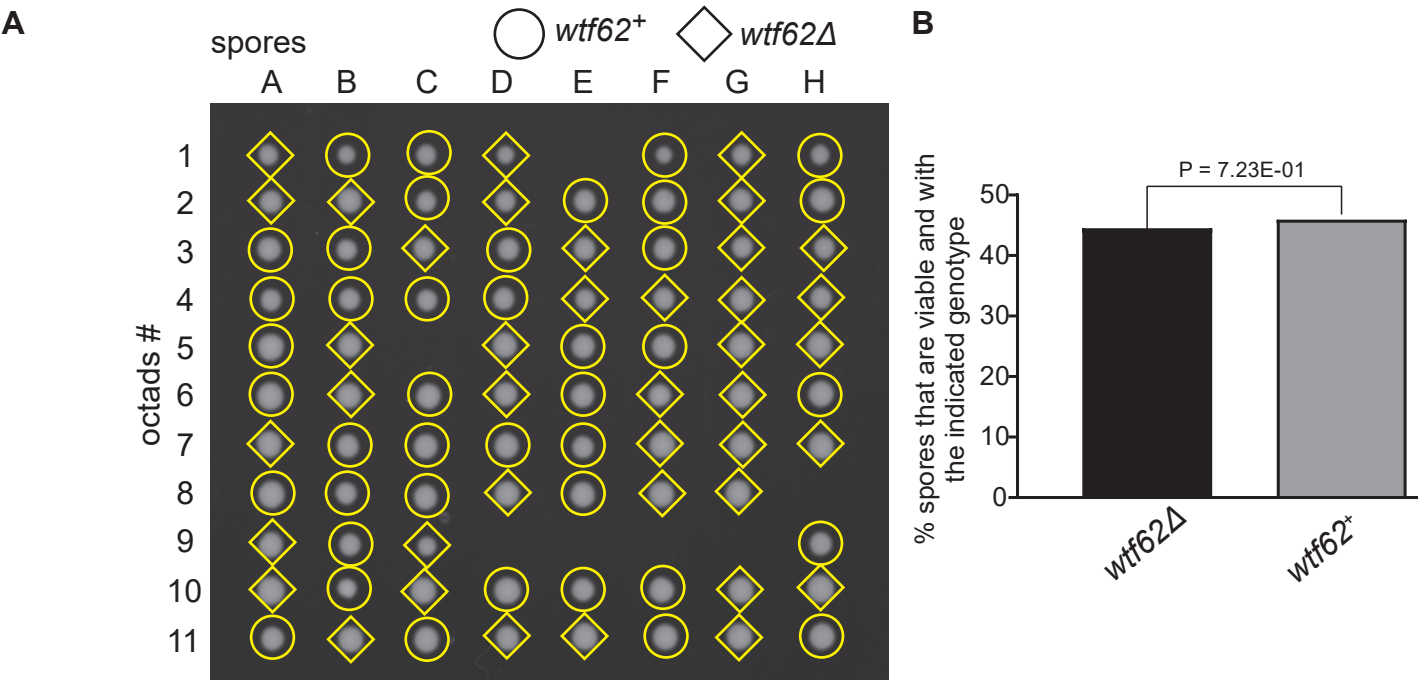 A
spores
wtf62⁺
wtf62Δ
A B C D E F G H
octads #
1
2
3
4
5
6
7
8
9
10
11
B
% spores that are viable and with
the indicated genotype
P = 7.23E-01
50
40
30
20
10
0
wtf62Δ
wtf62⁺